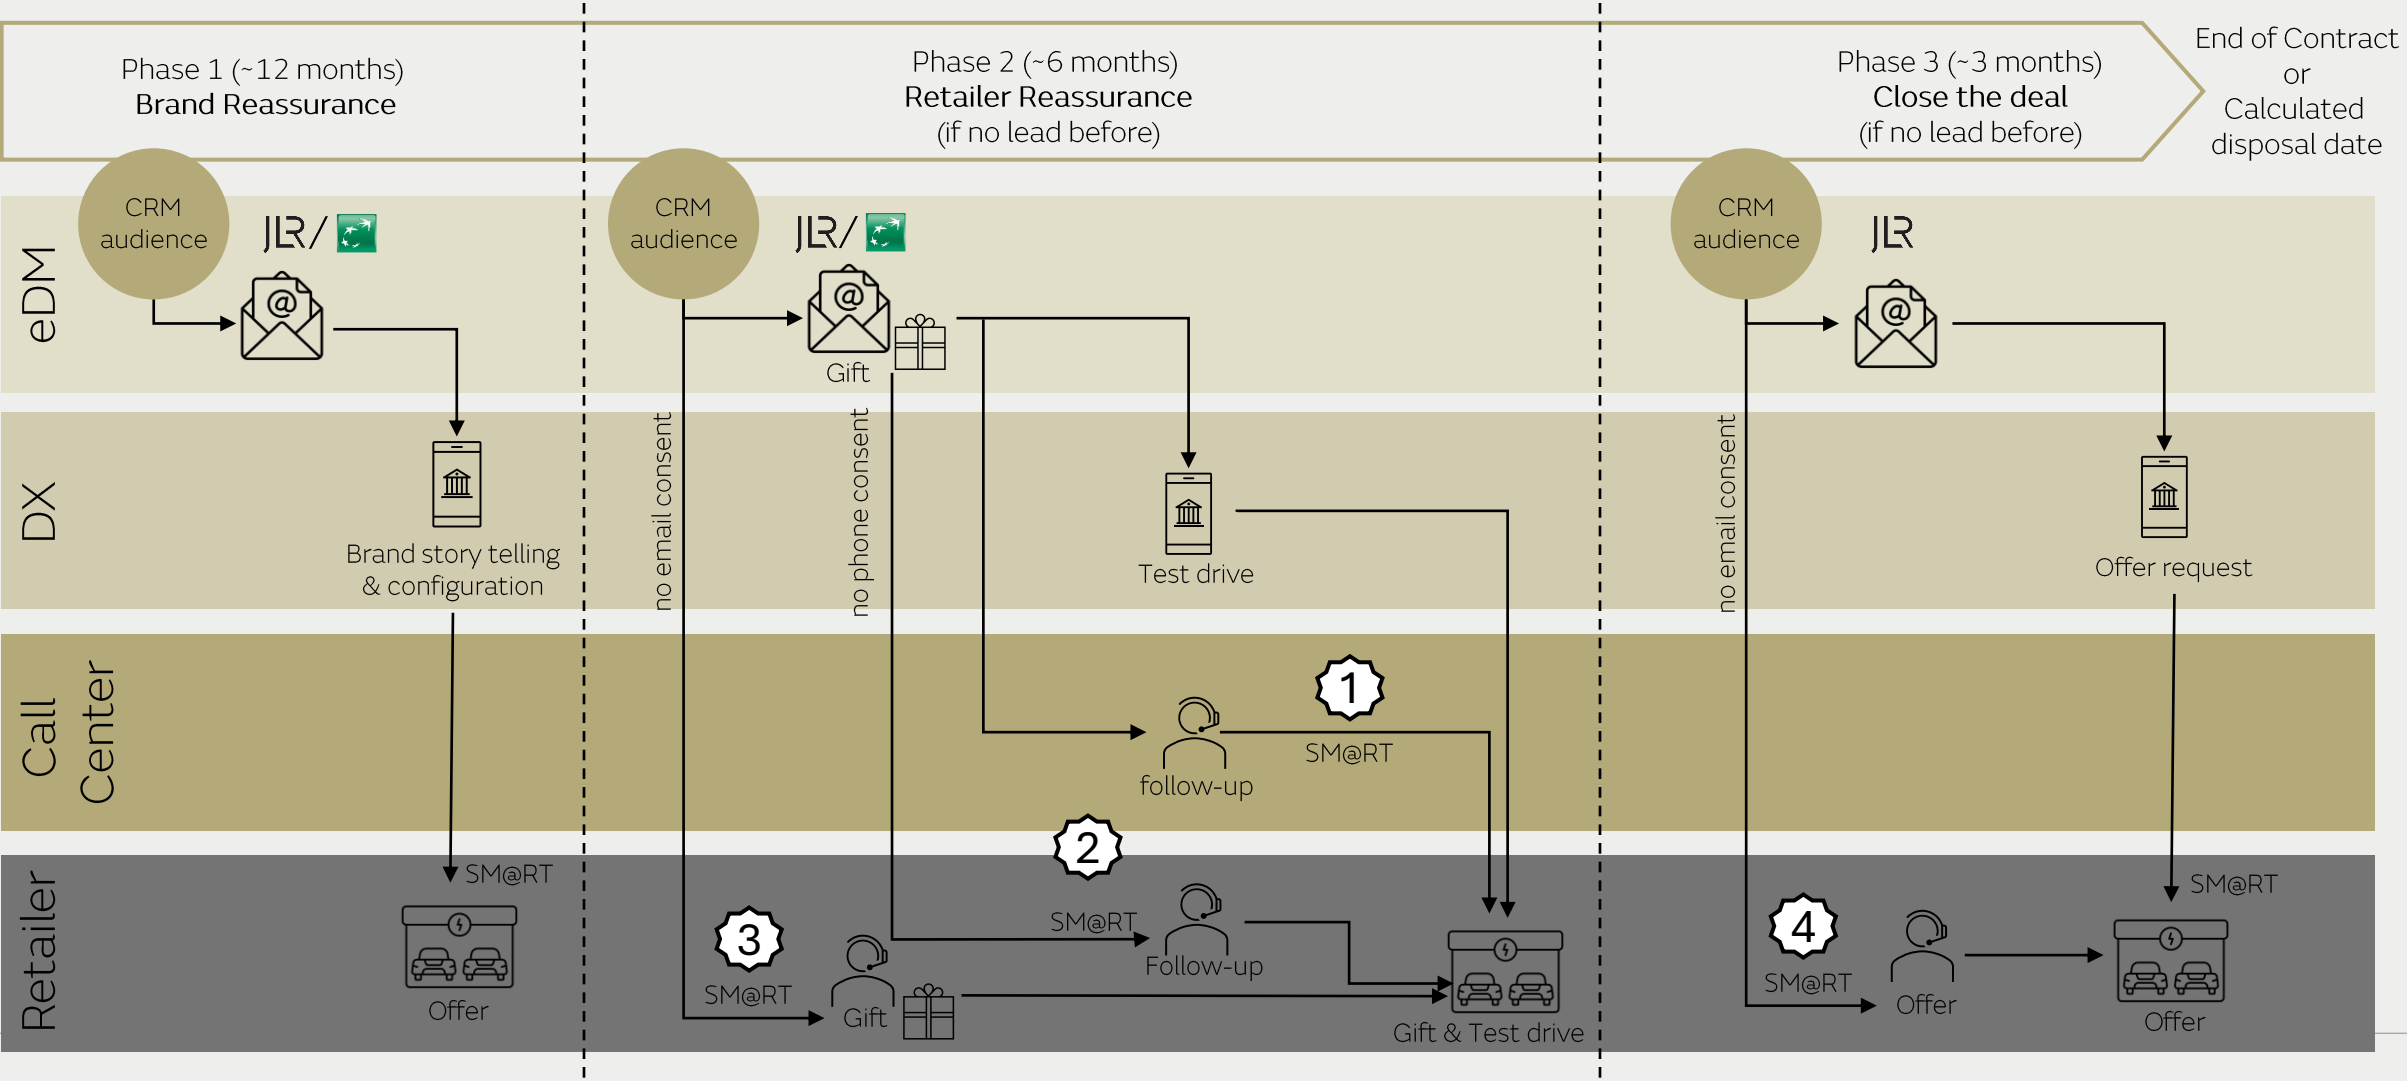 Phase 1 (~12 months)
Brand Reassurance
Phase 2 (~6 months)
Retailer Reassurance
(if no lead before)
Phase 3 (~3 months)
Close the deal
(if no lead before)
End of Contract
or
Calculated
disposal date
eDM
CRM
audience
JLR/
@
CRM
audience
JLR/
@
Gift
CRM
audience
JLR
@
DX
Brand story telling
& configuration
no email consent
no phone consent
Test drive
no email consent
Offer request
Call
Center
1
SM@RT
follow-up
2
Retailer
SM@RT
Offer
3
SM@RT
Gift
SM@RT
Follow-up
Gift & Test drive
4
SM@RT
Offer
SM@RT
Offer